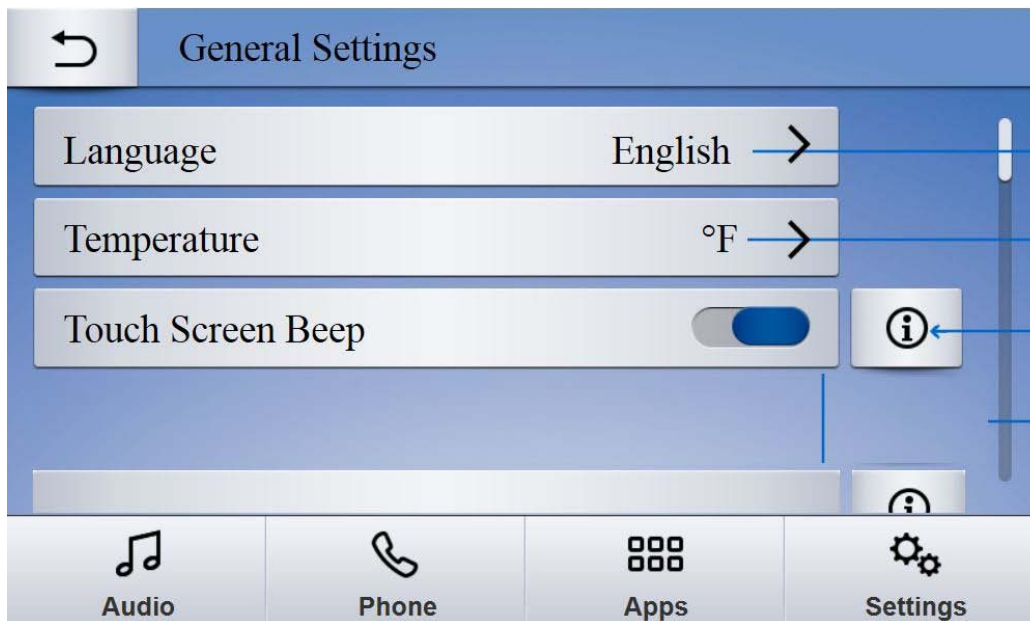 General Settings
Language English
Temperature °F
Touch Screen Beep
Audio Phone Apps Settings